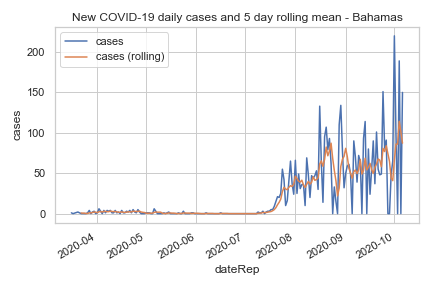 New COVID-19 daily cases and 5 day rolling mean - Bahamas
cases
cases (rolling)
200
150
100
50
0
cases
2020-04
2020-05
2020-06
2020-07
2020-08
2020-09
2020-10
dateRep